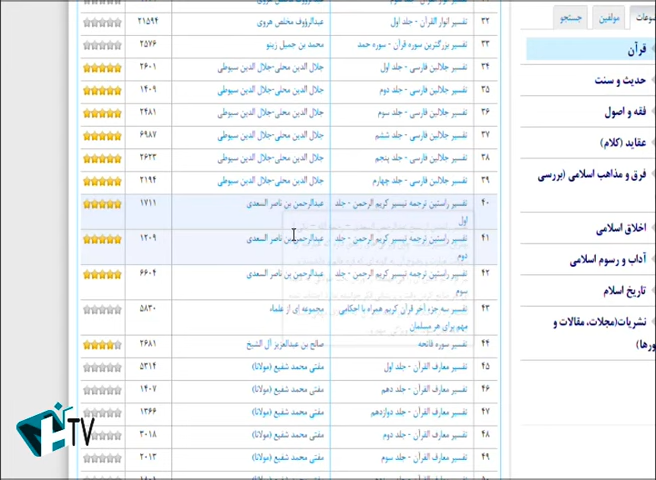 مولفین
جستجو
قرآن
حدیث و سنت
فقه و اصول
عقاید (کلام)
فرق و مذاهب اسلامی (بررسی
اخلاق اسلامی
آداب و رسوم اسلامی
تاریخ اسلام
نشریات(مجلات، مقالات و
۳۲ تفسیر انوار القرآن - جلد اول عبدالرؤوف مخلص هروی ۲۱۵۹۴
۳۳ تفسیر بزرگترین سوره قرآن - سوره حمد محمد بن جمیل زینو ۲۵۷۶
۳۴ تفسیر جلالین فارسی - جلد اول جلال الدین محلی-جلال الدین سیوطی ۲۶۰۱
۳۵ تفسیر جلالین فارسی - جلد دوم جلال الدین محلی-جلال الدین سیوطی ۱۴۰۹
۳۶ تفسیر جلالین فارسی - جلد سوم جلال الدین محلی-جلال الدین سیوطی ۲۴۸۱
۳۷ تفسیر جلالین فارسی - جلد ششم جلال الدین محلی-جلال الدین سیوطی ۶۹۸۷
۳۸ تفسیر جلالین فارسی - جلد پنجم جلال الدین محلی-جلال الدین سیوطی ۲۶۲۳
۳۹ تفسیر جلالین فارسی - جلد چهارم جلال الدین محلی-جلال الدین سیوطی ۲۱۹۴
۴۰ تفسیر راستین ترجمه تیسیر کریم الرحمن - جلد عبدالرحمن بن ناصر السعدی ۱۷۱۱
اول
۴۱ تفسیر راستین ترجمه تیسیر کریم الرحمن - جلد عبدالرحمن بن ناصر السعدی ۱۲۰۹
دوم
۴۲ تفسیر راستین ترجمه تیسیر کریم الرحمن - جلد عبدالرحمن بن ناصر السعدی ۶۶۰۴
سوم
۴۳ تفسیر سه جزء آخر قرآن کریم همراه با احکامی مجموعه ای از علماء ۵۸۳۰
مهم برای هر مسلمان
۴۴ تفسیر سوره فاتحه صالح بن عبدالعزیز آل الشیخ ۲۶۸۱
۴۵ تفسیر معارف القرآن - جلد اول مفتی محمد شفیع (مولانا) ۵۳۱۴
۴۶ تفسیر معارف القرآن - جلد دهم مفتی محمد شفیع (مولانا) ۱۴۰۷
۴۷ تفسیر معارف القرآن - جلد دوازدهم مفتی محمد شفیع (مولانا) ۱۳۶۶
۴۸ تفسیر معارف القرآن - جلد دوم مفتی محمد شفیع (مولانا) ۳۰۱۸
۴۹ تفسیر معارف القرآن - جلد سوم مفتی محمد شفیع (مولانا) ۲۰۱۳
TV